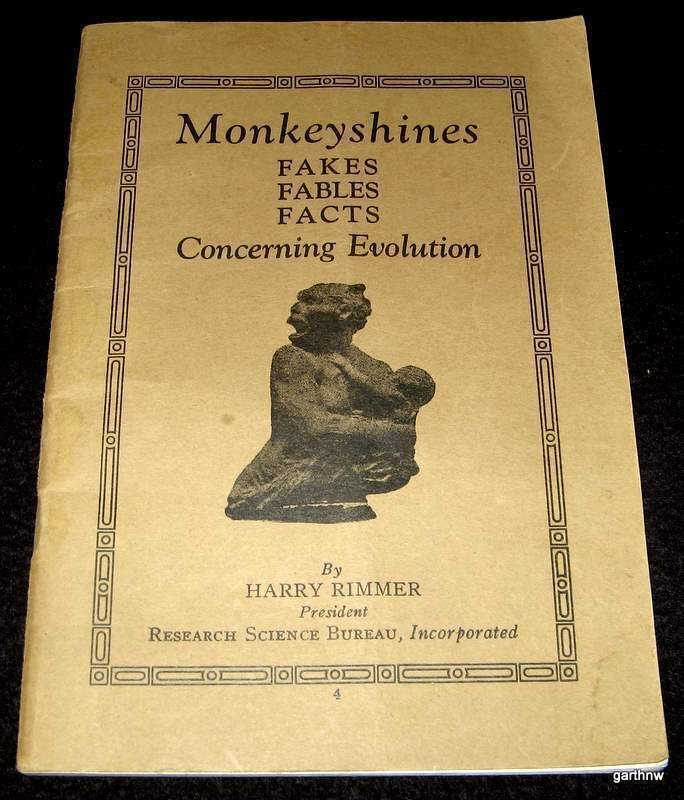 Monkeyshines
FAKES
FABLES
FACTS
Concerning Evolution
By
HARRY RIMMER
President
RESEARCH SCIENCE BUREAU, Incorporated
4
garthnw